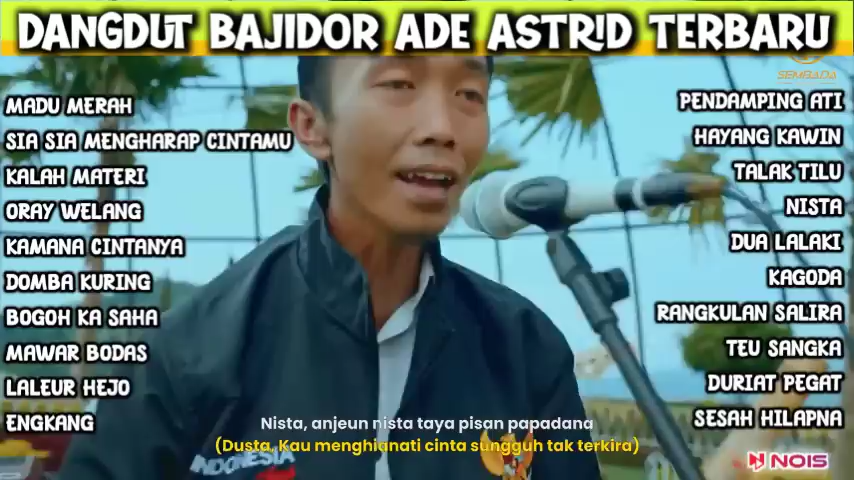 DANGDUT BAJIDOR ADE ASTRID TERBARU
SEMBADA
MADU MERAH
SIA SIA MENGHARAP CINTAMU
KALAH MATERI
ORAY WELANG
KAMANA CINTANYA
DOMBA KURING
BOGOH KA SAHA
MAWAR BODAS
LALEUR HEJO
ENGKANG
PENDAMPING ATI
HAYANG KAWIN
TALAK TILU
NISTA
DUA LALAKI
KAGODA
RANGKULAN SALIRA
TEU SANGKA
DURIAT PEGAT
SESAH HILAPNA
Nista, anjeun nista taya pisan papadana
(Dusta, Kau menghianati cinta sungguh tak terkira)
INDONESIA
NOIS